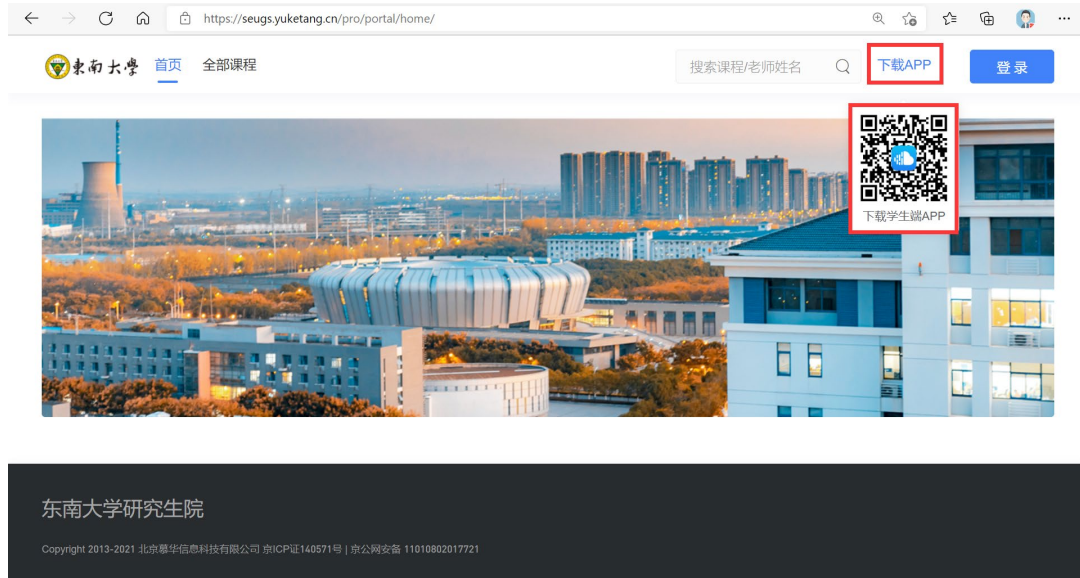 https://seugs.yuketang.cn/pro/portal/home/
東南大學 首页 全部课程 搜索课程/老师姓名 下载APP 登录
下载学生端APP
东南大学研究生院
Copyright 2013-2021 北京慕华信息科技有限公司 京ICP证140571号 | 京公网安备 11010802017721